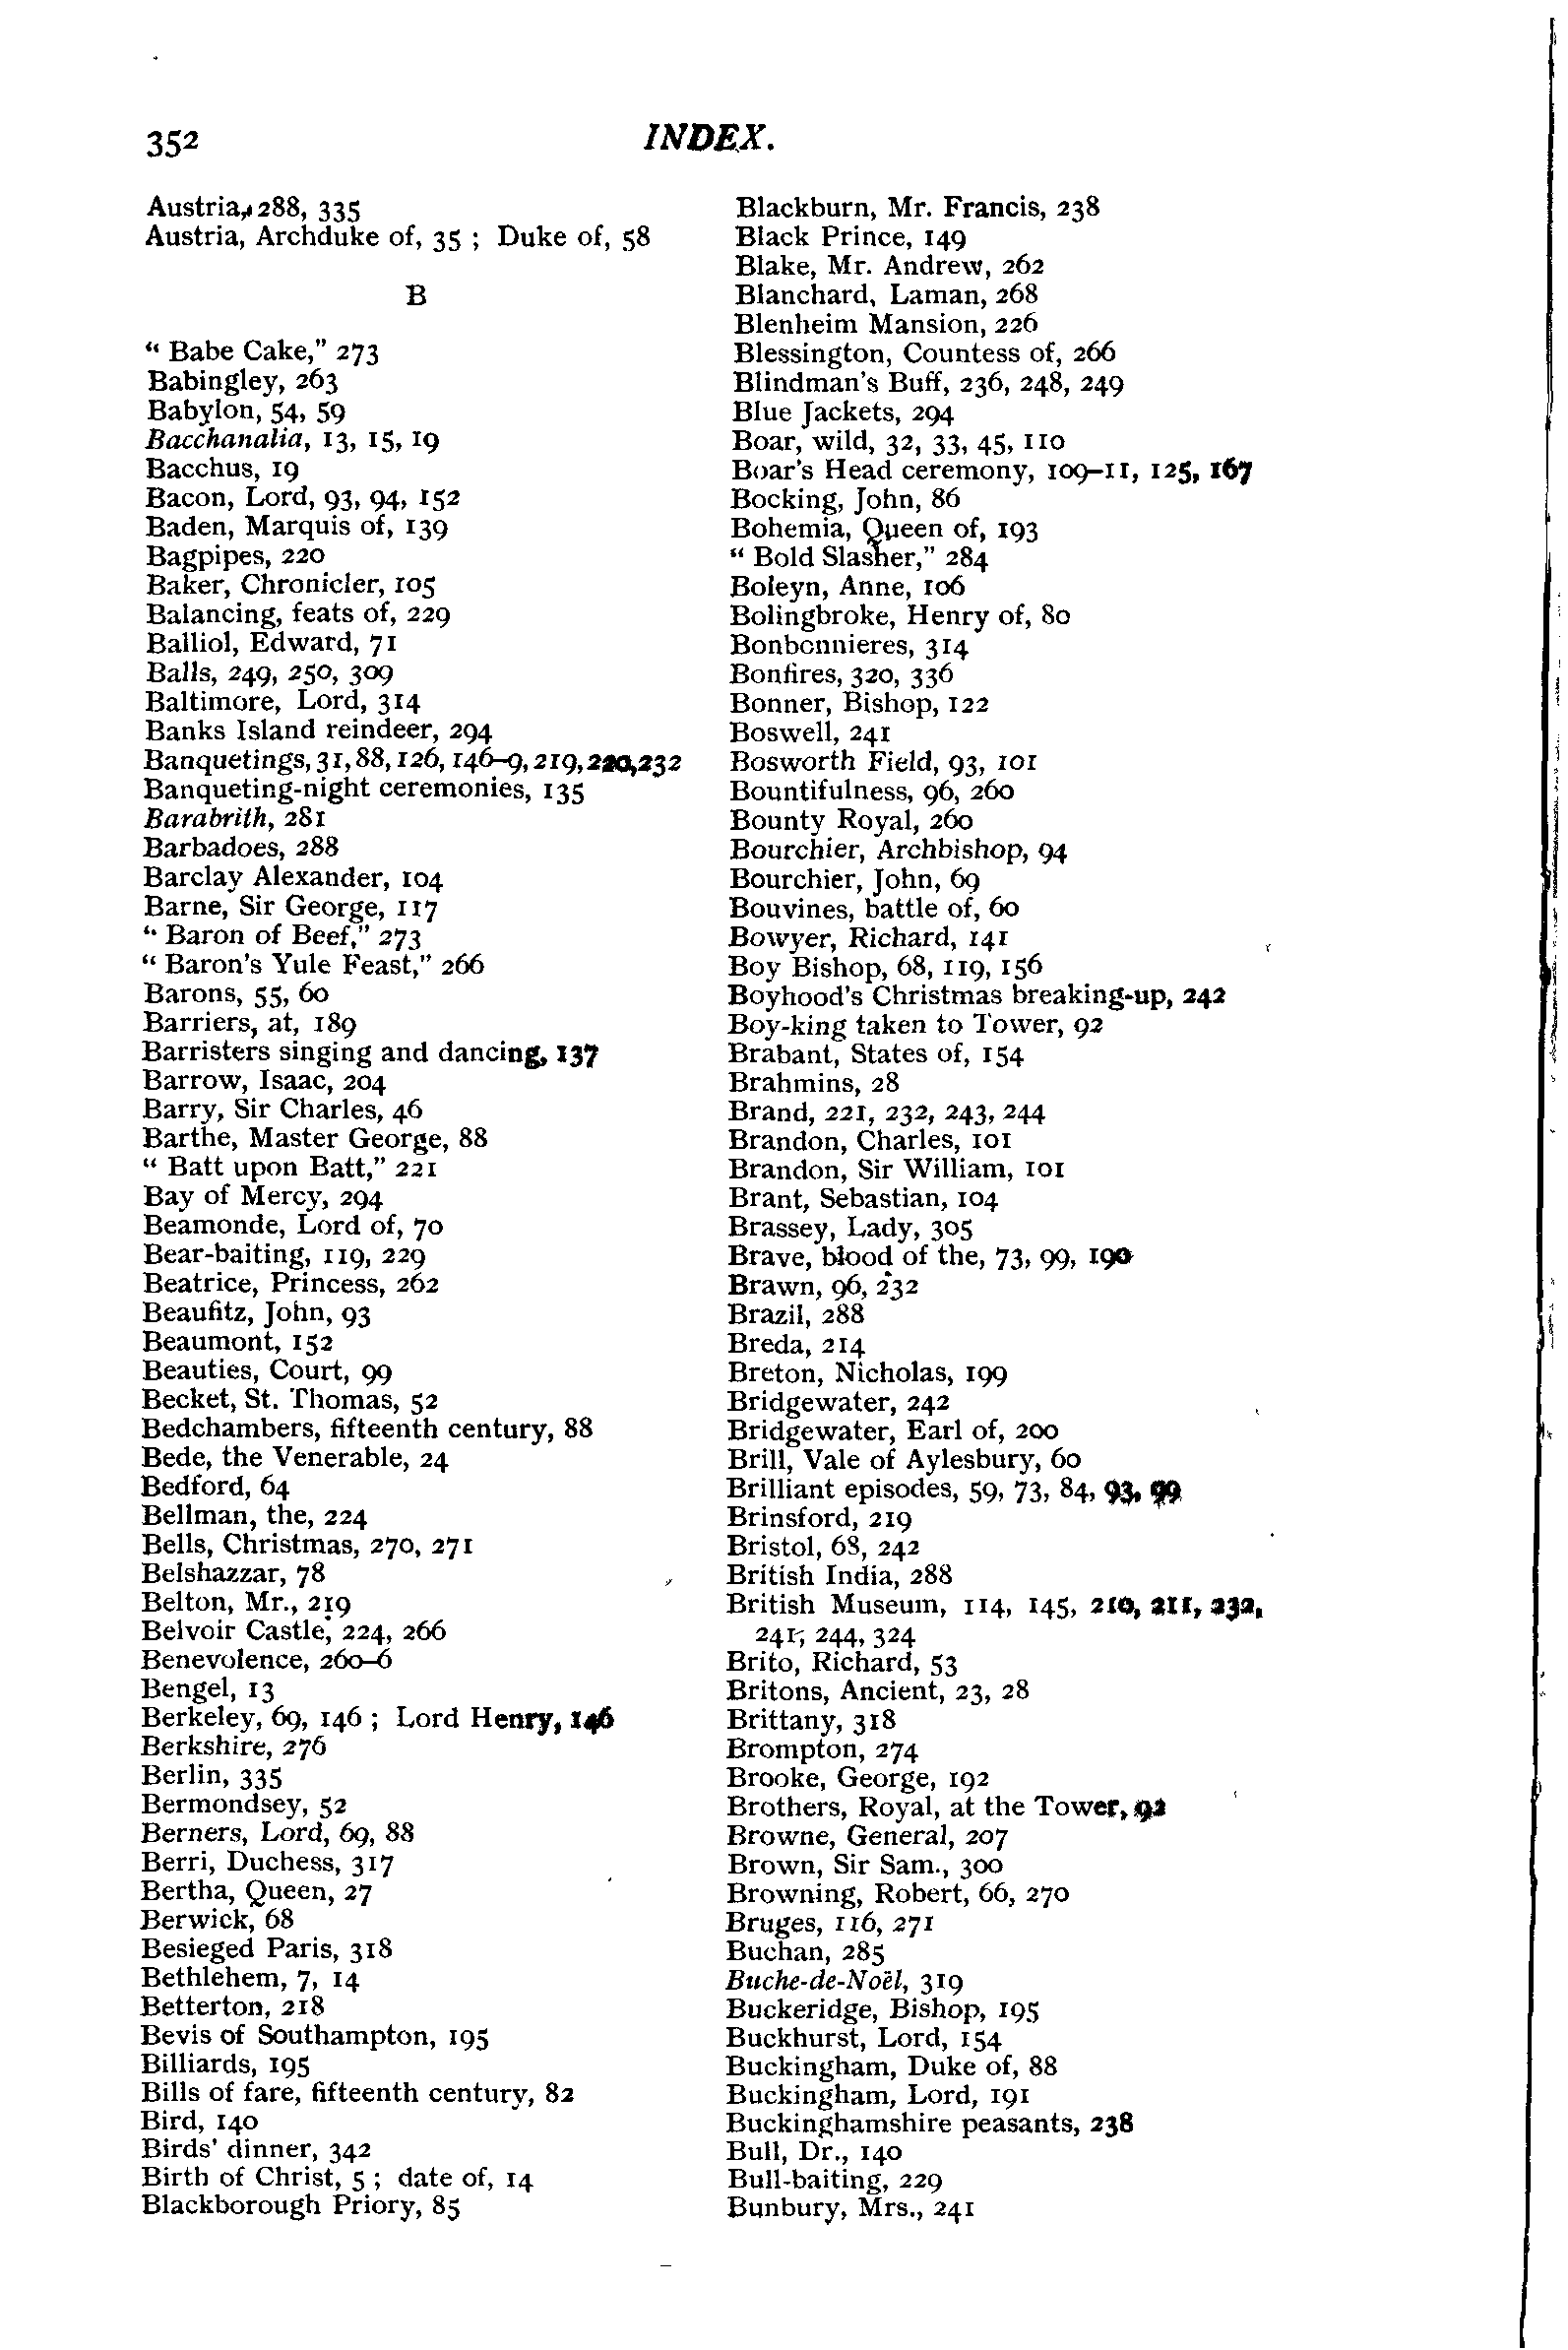 352
INDEX.
Austria, 288, 335
Austria, Archduke of, 35 ; Duke of, 58
B
“ Babe Cake,” 273
Babingley, 263
Babylon, 54, 59
Bacchanalia, 13, 15, 19
Bacchus, 19
Bacon, Lord, 93, 94, 152
Baden, Marquis of, 139
Bagpipes, 220
Baker, Chronicler, 105
Balancing, feats of, 229
Balliol, Edward, 71
Balls, 249, 250, 309
Baltimore, Lord, 314
Banks Island reindeer, 294
Banquetings, 31, 88, 126, 146–9, 219, 220, 232
Banqueting-night ceremonies, 135
Barabrith, 281
Barbadoes, 288
Barclay Alexander, 104
Barne, Sir George, 117
“ Baron of Beef,” 273
“ Baron's Yule Feast,” 266
Barons, 55, 60
Barriers, at, 189
Barristers singing and dancing, 137
Barrow, Isaac, 204
Barry, Sir Charles, 46
Barthe, Master George, 88
“ Batt upon Batt,” 221
Bay of Mercy, 294
Beamonde, Lord of, 70
Bear-baiting, 119, 229
Beatrice, Princess, 262
Beaufitz, John, 93
Beaumont, 152
Beauties, Court, 99
Becket, St. Thomas, 52
Bedchambers, fifteenth century, 88
Bede, the Venerable, 24
Bedford, 64
Bellman, the, 224
Bells, Christmas, 270, 271
Belshazzar, 78
Belton, Mr., 219
Belvoir Castle, 224, 266
Benevolence, 260–6
Bengel, 13
Berkeley, 69, 146 ; Lord Henry, 146
Berkshire, 276
Berlin, 335
Bermondsey, 52
Berners, Lord, 69, 88
Berri, Duchess, 317
Bertha, Queen, 27
Berwick, 68
Besieged Paris, 318
Bethlehem, 7, 14
Betterton, 218
Bevis of Southampton, 195
Billiards, 195
Bills of fare, fifteenth century, 82
Bird, 140
Birds' dinner, 342
Birth of Christ, 5 ; date of, 14
Blackborough Priory, 85
Blackburn, Mr. Francis, 238
Black Prince, 149
Blake, Mr. Andrew, 262
Blanchard, Laman, 268
Blenheim Mansion, 226
Blessington, Countess of, 266
Blindman's Buff, 236, 248, 249
Blue Jackets, 294
Boar, wild, 32, 33, 45, 110
Boar's Head ceremony, 109–11, 125, 167
Bocking, John, 86
Bohemia, Queen of, 193
“ Bold Slasher,” 284
Boleyn, Anne, 106
Bolingbroke, Henry of, 80
Bonbonnieres, 314
Bonfires, 320, 336
Bonner, Bishop, 122
Boswell, 241
Bosworth Field, 93, 101
Bountifulness, 96, 260
Bounty Royal, 260
Bourchier, Archbishop, 94
Bourchier, John, 69
Bouvines, battle of, 60
Bowyer, Richard, 141
Boy Bishop, 68, 119, 156
Boyhood's Christmas breaking-up, 242
Boy-king taken to Tower, 92
Brabant, States of, 154
Brahmins, 28
Brand, 221, 232, 243, 244
Brandon, Charles, 101
Brandon, Sir William, 101
Brant, Sebastian, 104
Brassey, Lady, 305
Brave, blood of the, 73, 99, 190
Brawn, 96, 232
Brazil, 288
Breda, 214
Breton, Nicholas, 199
Bridgewater, 242
Bridgewater, Earl of, 200
Brill, Vale of Aylesbury, 60
Brilliant episodes, 59, 73, 84, 93, 99
Brinsford, 219
Bristol, 68, 242
British India, 288
British Museum, 114, 145, 210, 211, 232,
241, 244, 324
Brito, Richard, 53
Britons, Ancient, 23, 28
Brittany, 318
Brompton, 274
Brooke, George, 192
Brothers, Royal, at the Tower, 92
Browne, General, 207
Brown, Sir Sam., 300
Browning, Robert, 66, 270
Bruges, 116, 271
Buchan, 285
Buche-de-Noël, 319
Buckeridge, Bishop, 195
Buckhurst, Lord, 154
Buckingham, Duke of, 88
Buckingham, Lord, 191
Buckinghamshire peasants, 238
Bull, Dr., 140
Bull-baiting, 229
Bunbury, Mrs., 241